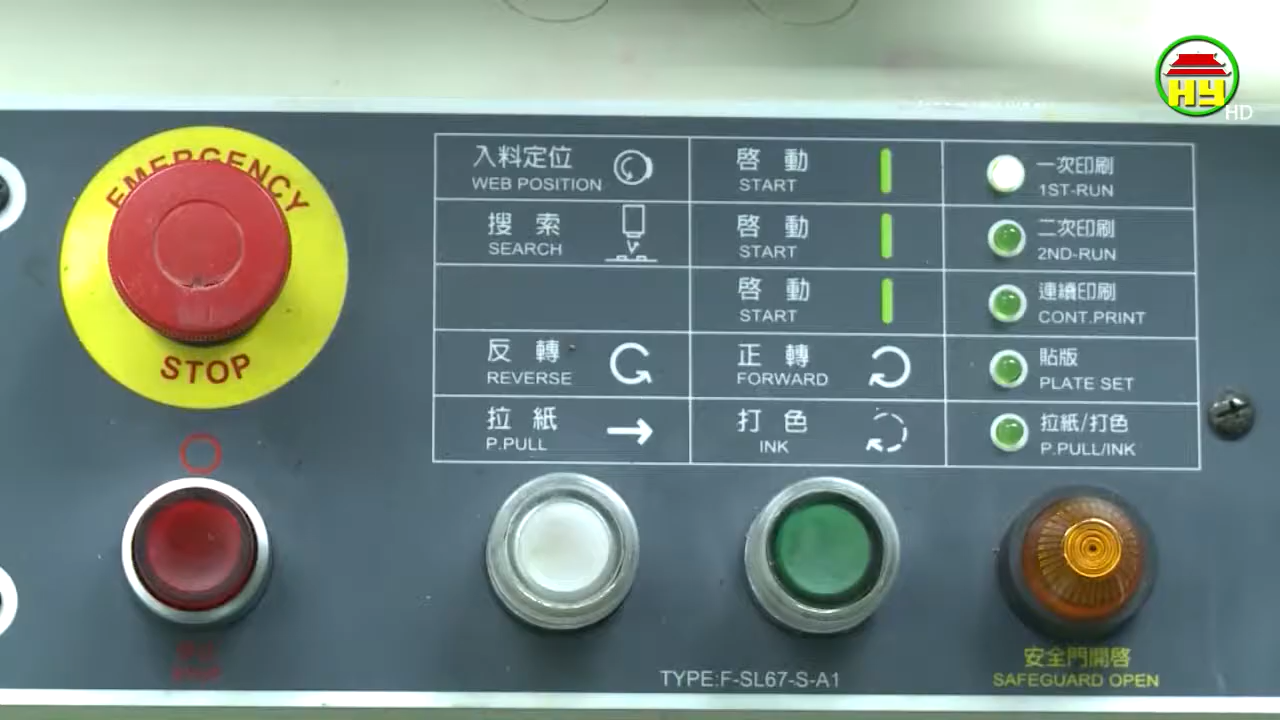 HY
HD
EMERGENCY
STOP
入料定位
WEB POSITION
啓動
START
一次印刷
1ST-RUN
搜索
SEARCH
啓動
START
二次印刷
2ND-RUN
啓動
START
連續印刷
CONT.PRINT
反轉
REVERSE
正轉
FORWARD
貼版
PLATE SET
拉紙
P.PULL
打色
INK
拉紙/打色
P.PULL/INK
STOP
TYPE:F-SL67-S-A1
安全門開啓
SAFEGUARD OPEN